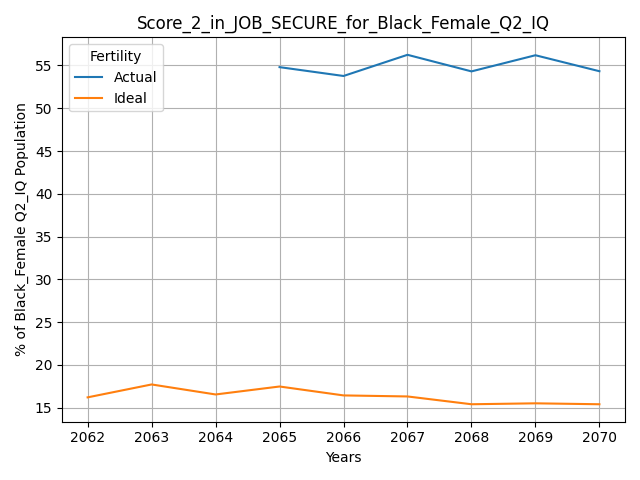 Score_2_in_JOB_SECURE_for_Black_Female_Q2_IQ
Fertility
Actual
Ideal
% of Black_Female Q2_IQ Population
55
50
45
40
35
30
25
20
15
2062 2063 2064 2065 2066 2067 2068 2069 2070
Years